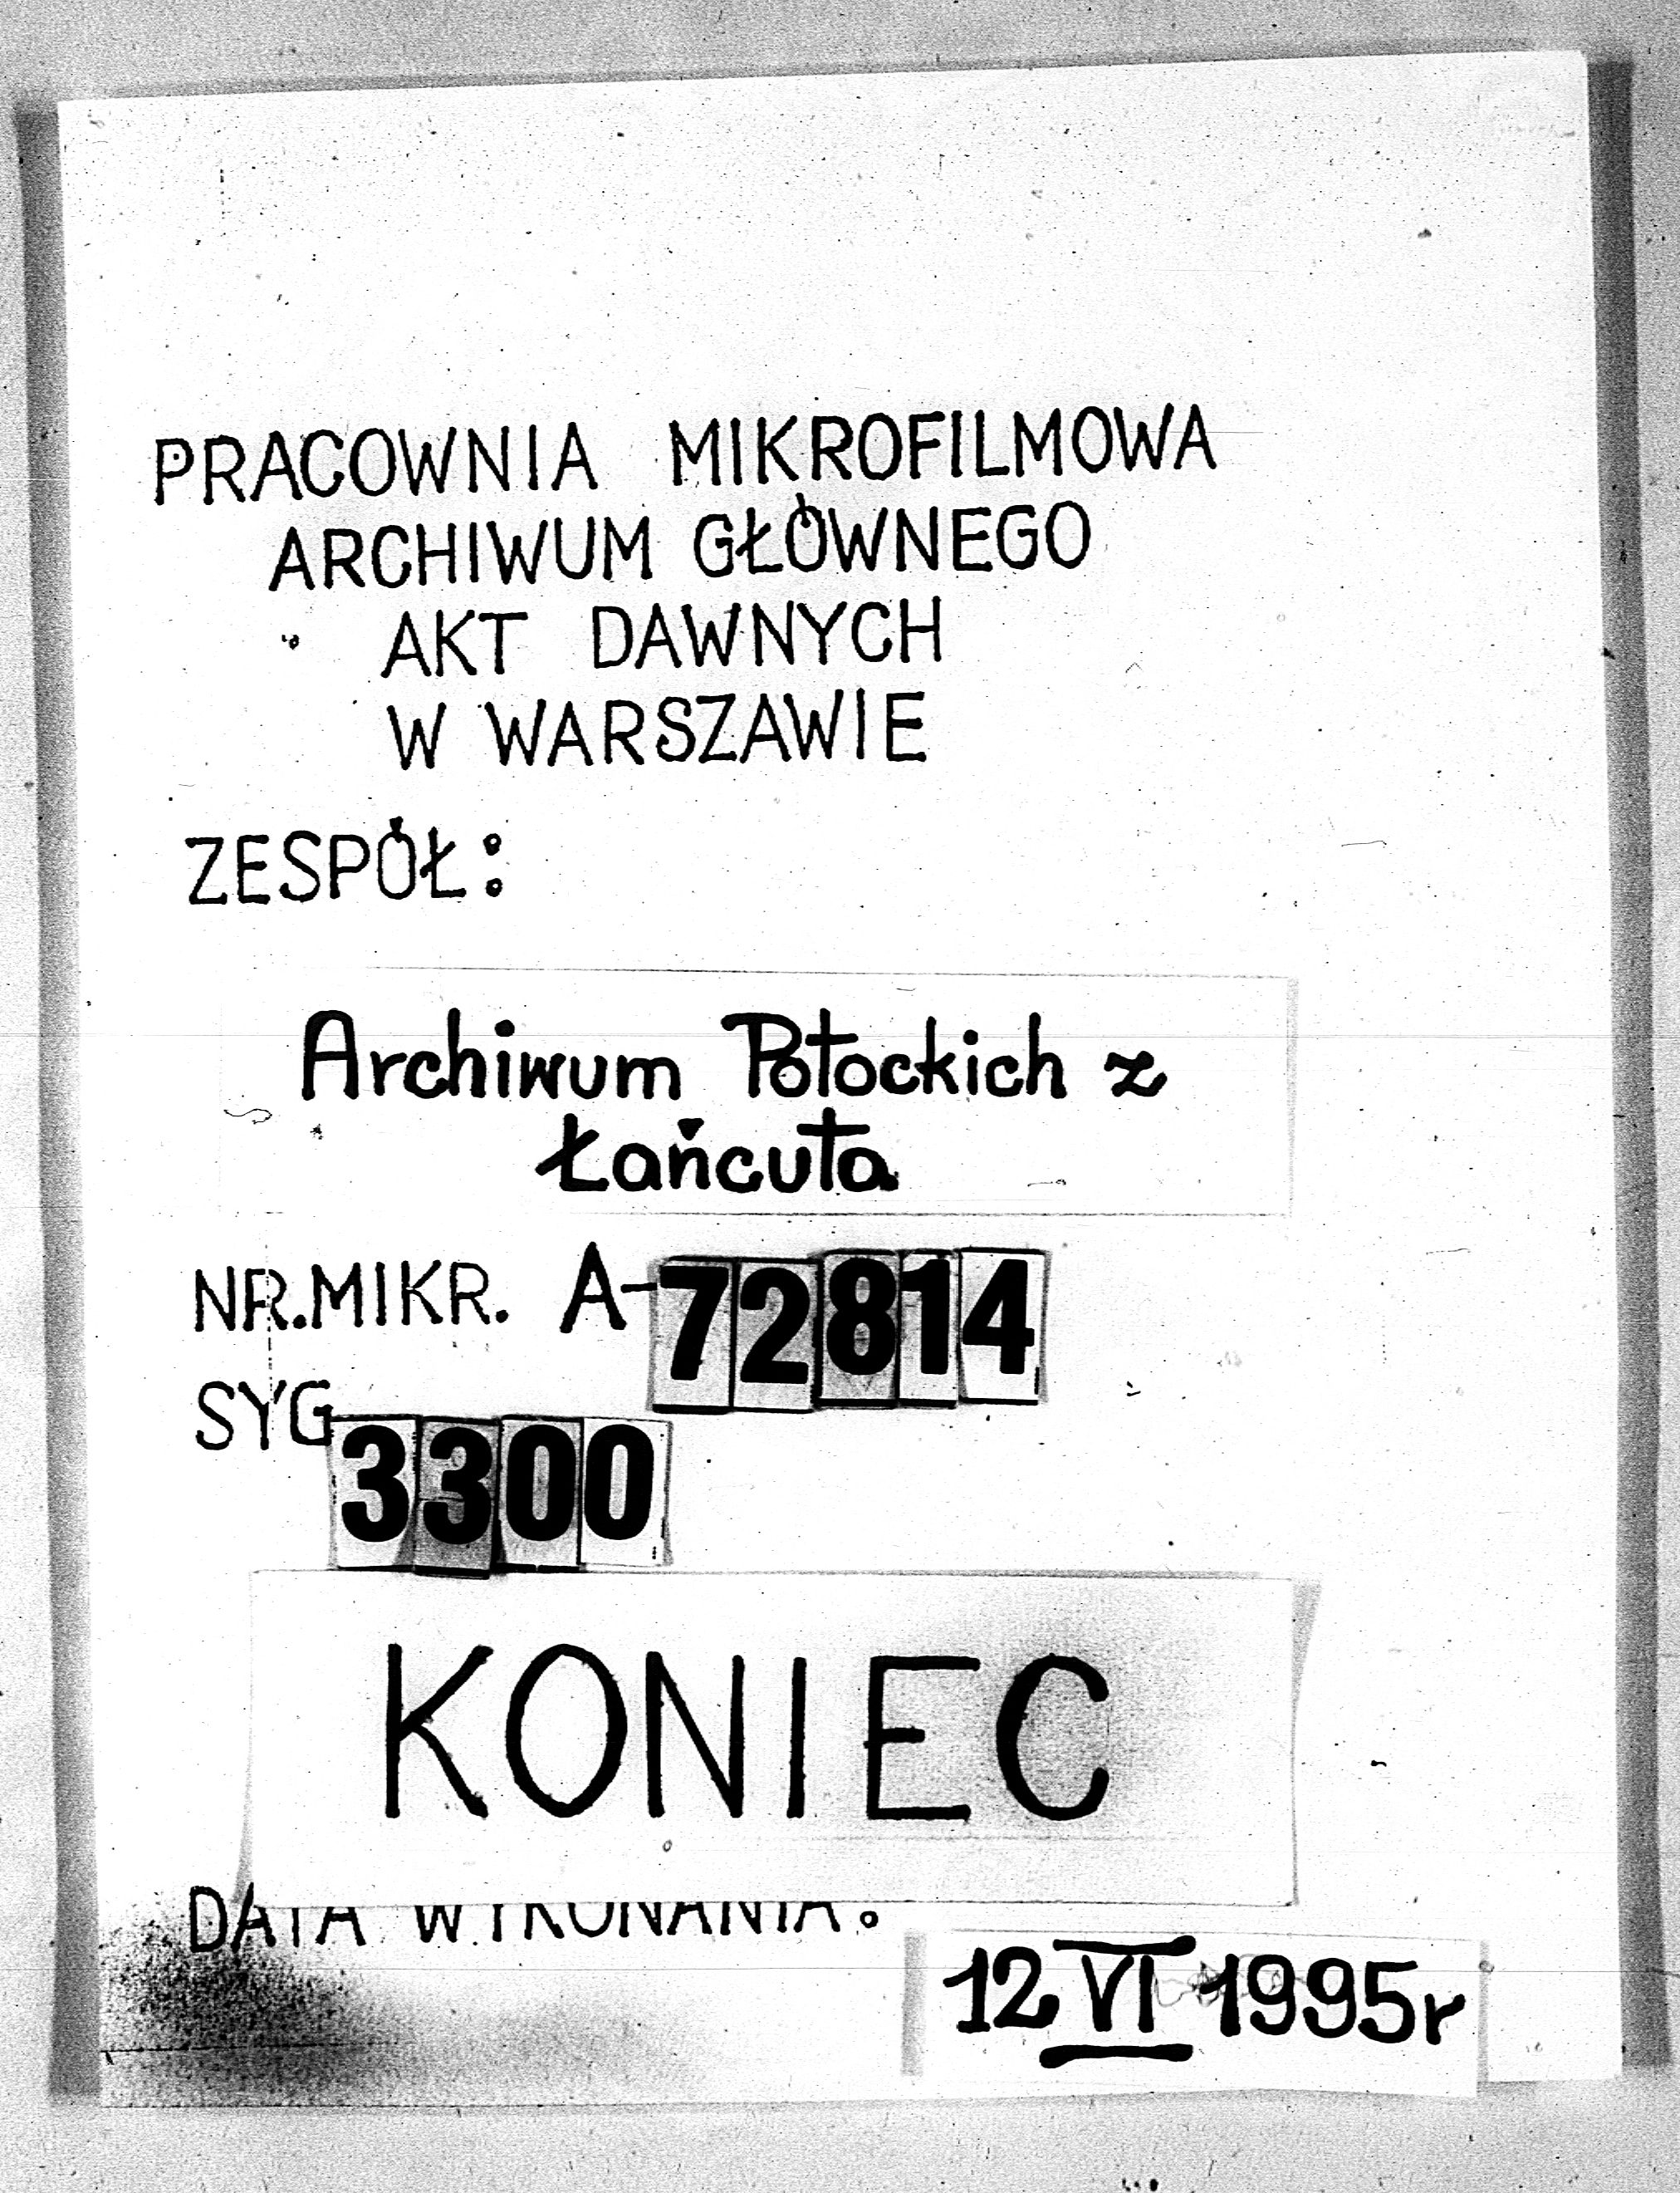 PRACOWNIA MIKROFILMOWA
ARCHIWUM GŁÓWNEGO
AKT DAWNYCH
W WARSZAWIE
ZESPÓŁ:
Archiwum Potockich z
Łańcuta
NR.MIKR. A-72814
SYG 3300
KONIEC
DATA WYKONANIA:
12 VI 1995r